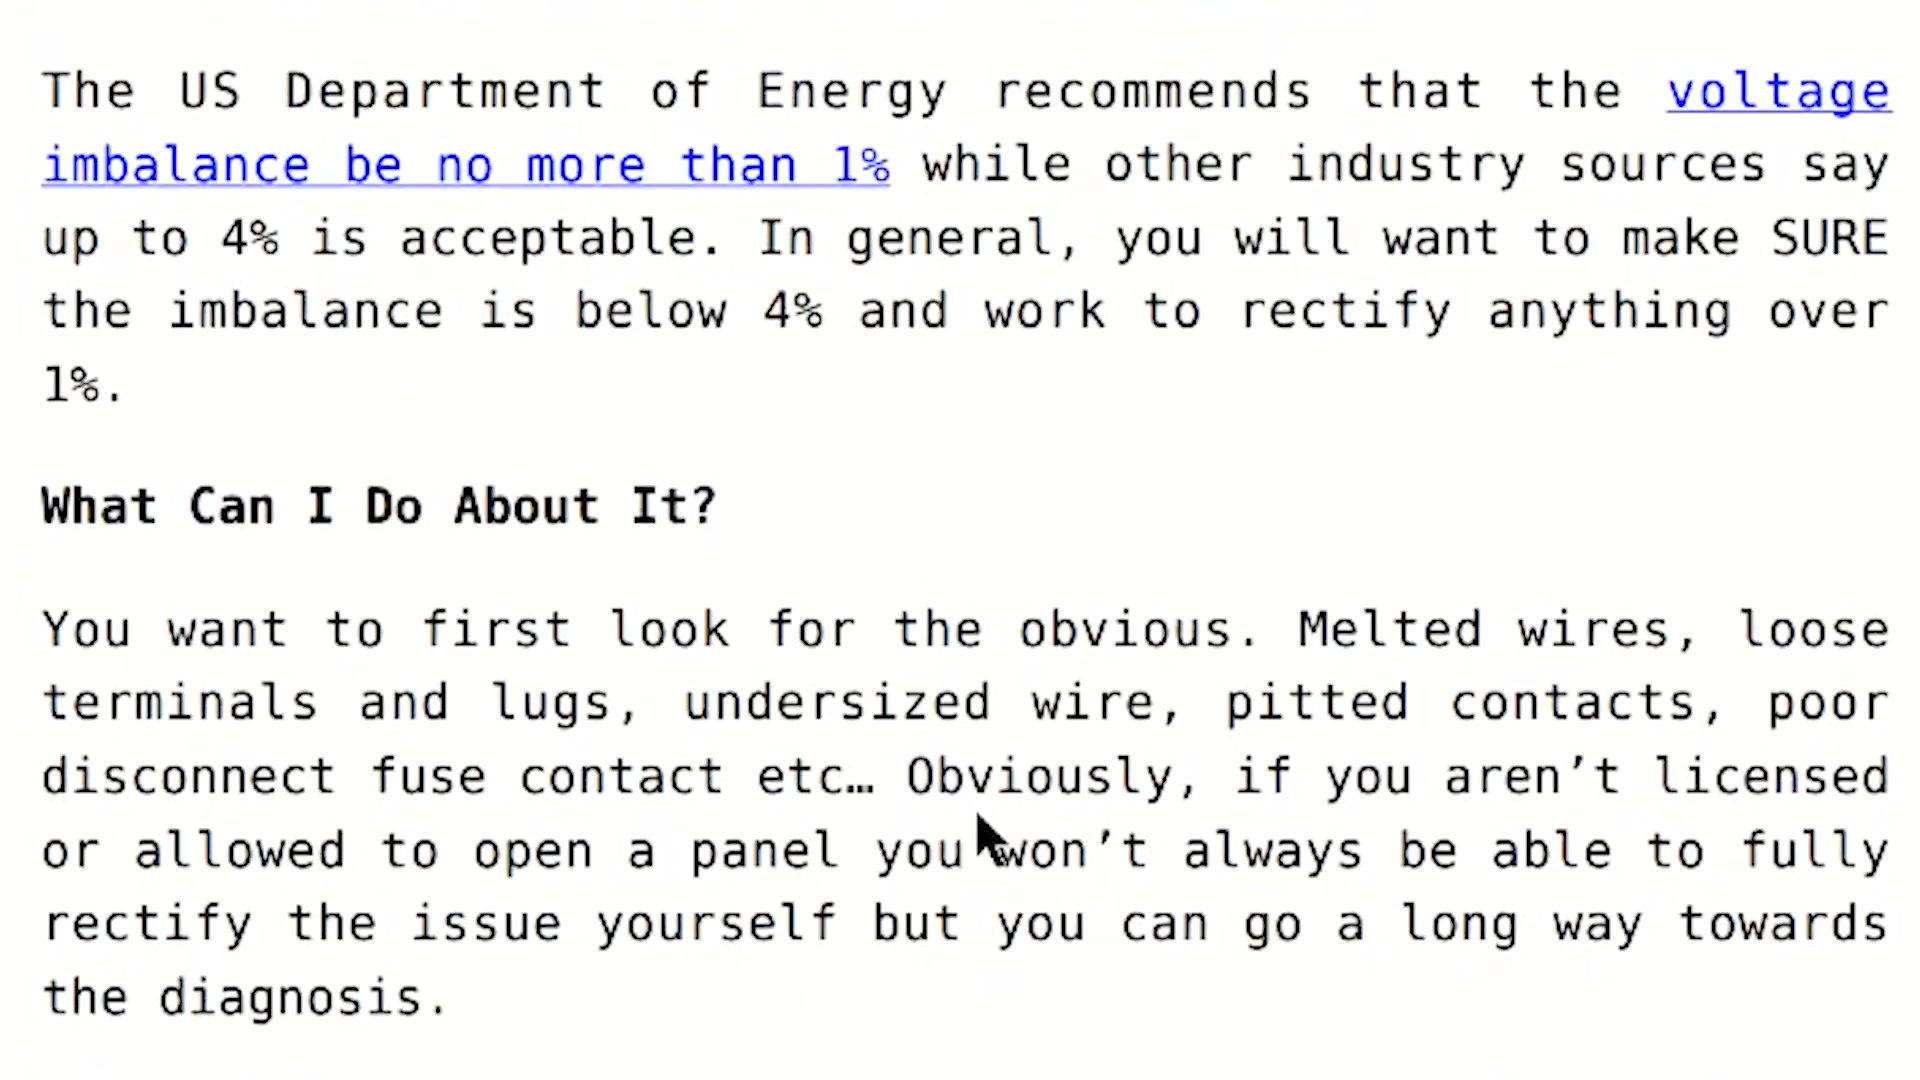 The US Department of Energy recommends that the voltage
imbalance be no more than 1% while other industry sources say
up to 4% is acceptable. In general, you will want to make SURE
the imbalance is below 4% and work to rectify anything over
1%.
What Can I Do About It?
You want to first look for the obvious. Melted wires, loose
terminals and lugs, undersized wire, pitted contacts, poor
disconnect fuse contact etc… Obviously, if you aren’t licensed
or allowed to open a panel you won’t always be able to fully
rectify the issue yourself but you can go a long way towards
the diagnosis.